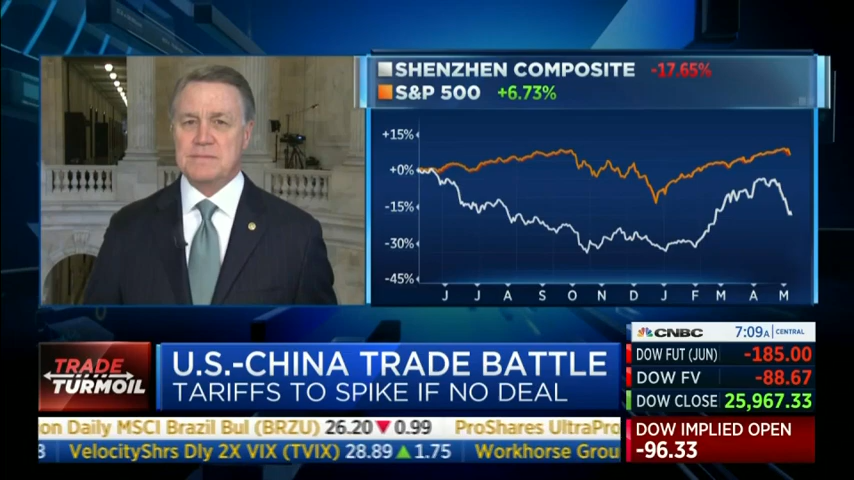 SHENZHEN COMPOSITE -17.65%
S&P 500 +6.73%
+15%
+0%
-15%
-30%
-45%
J J A S O N D J F M A M
TRADE
TURMOIL
U.S.-CHINA TRADE BATTLE
TARIFFS TO SPIKE IF NO DEAL
CNBC 7:09A CENTRAL
DOW FUT (JUN) -185.00
DOW FV -88.67
DOW CLOSE 25,967.33
DOW IMPLIED OPEN
-96.33
on Daily MSCI Brazil Bul (BRZU) 26.20▼0.99 ProShares UltraPro
VelocityShrs Dly 2X VIX (TVIX) 28.89▲1.75 Workhorse Grou